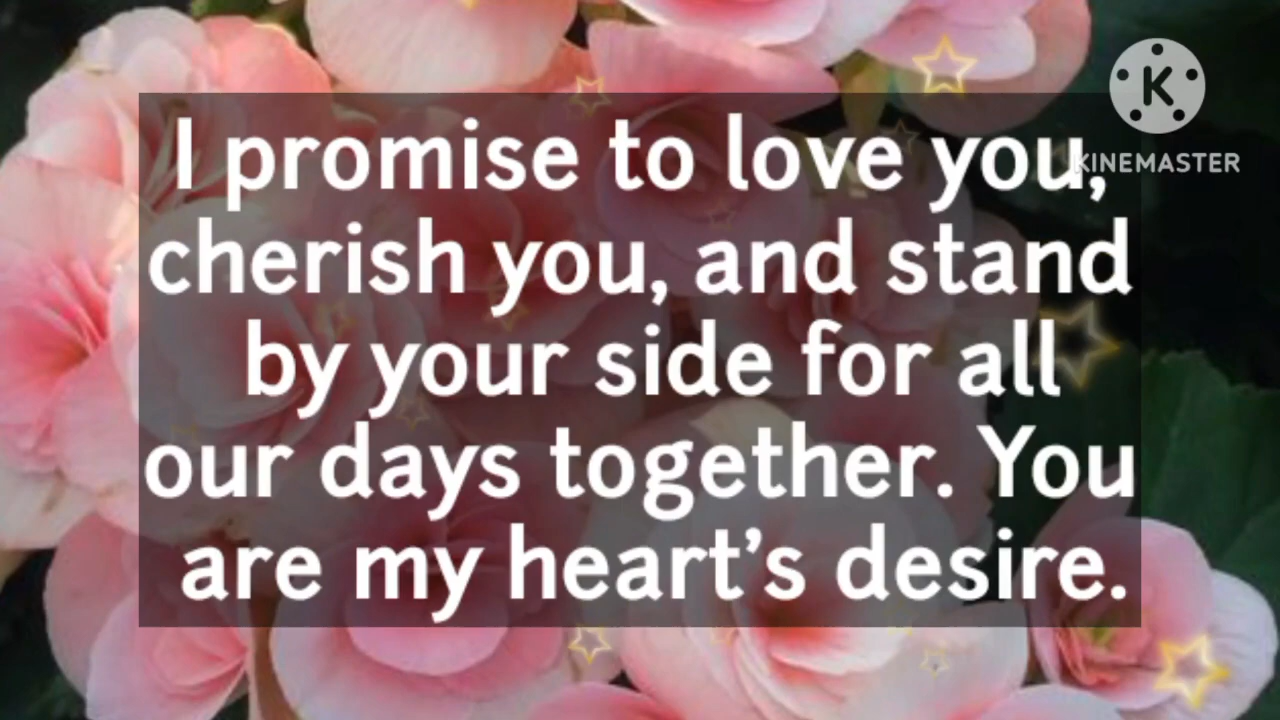 I promise to love you,
KINEMASTER
cherish you, and stand
by your side for all
our days together. You
are my heart’s desire.